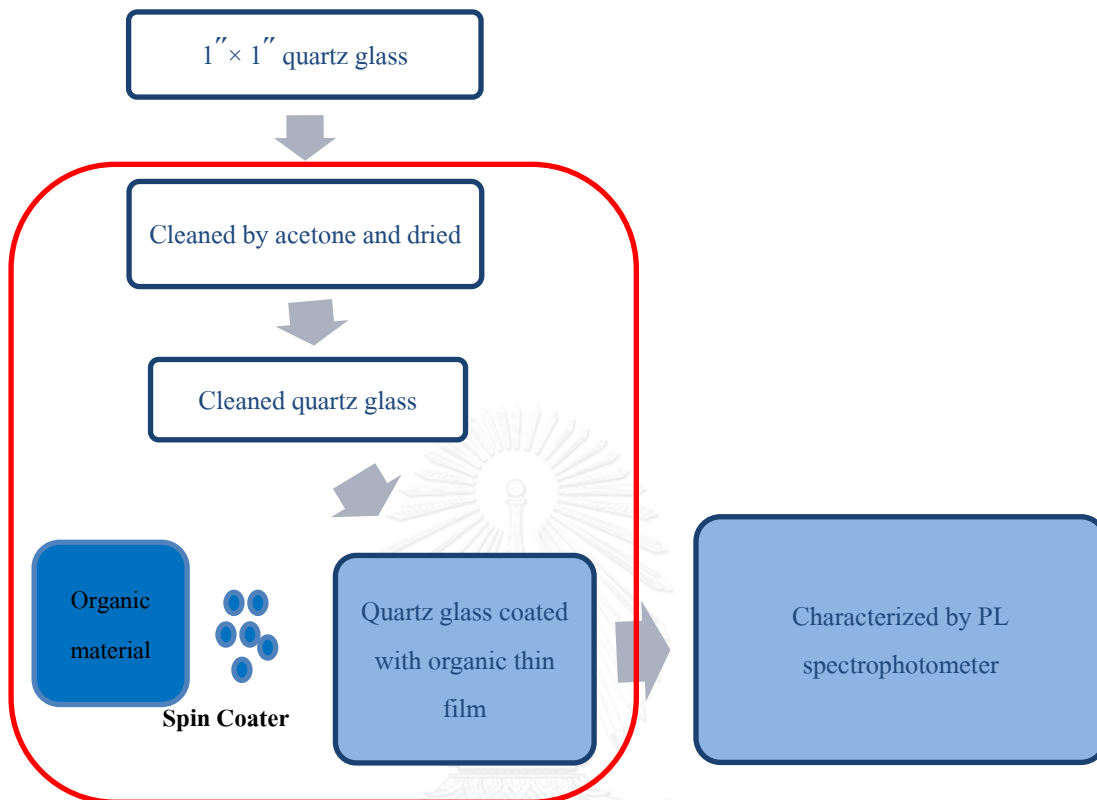 1″× 1″ quartz glass
Cleaned by acetone and dried
Cleaned quartz glass
Organic
material
Spin Coater
Quartz glass coated
with organic thin
film
Characterized by PL
spectrophotometer